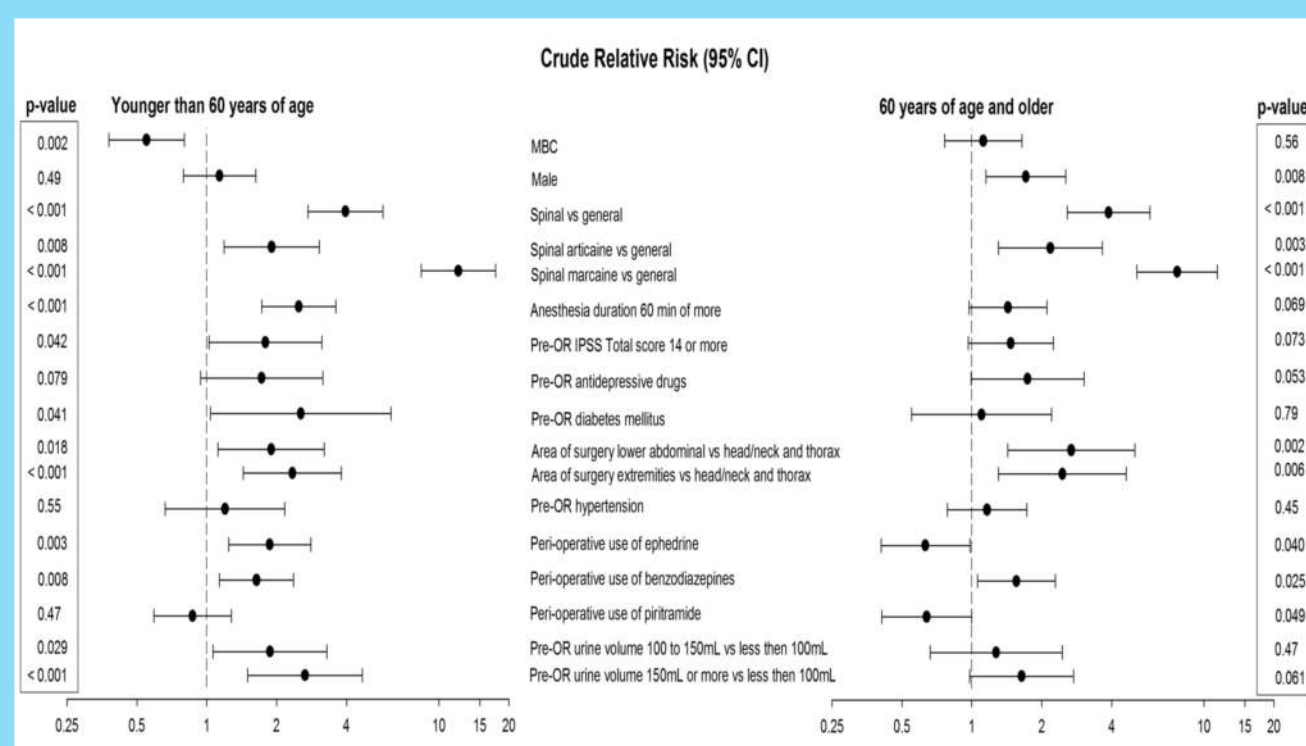 Crude Relative Risk (95% CI)
p-value Younger than 60 years of age 60 years of age and older p-value
0.002 MBC 0.56
0.49 Male 0.008
< 0.001 Spinal vs general < 0.001
0.008 Spinal articaine vs general 0.003
< 0.001 Spinal marcaine vs general < 0.001
< 0.001 Anesthesia duration 60 min of more 0.069
0.042 Pre-OR IPSS Total score 14 or more 0.073
0.079 Pre-OR antidepressive drugs 0.053
0.041 Pre-OR diabetes mellitus 0.79
0.018 Area of surgery lower abdominal vs head/neck and thorax 0.002
< 0.001 Area of surgery extremities vs head/neck and thorax 0.006
0.55 Pre-OR hypertension 0.45
0.003 Peri-operative use of ephedrine 0.040
0.008 Peri-operative use of benzodiazepines 0.025
0.47 Peri-operative use of piritramide 0.049
0.029 Pre-OR urine volume 100 to 150mL vs less then 100mL 0.47
< 0.001 Pre-OR urine volume 150mL or more vs less then 100mL 0.061
0.25 0.5 1 2 4 10 15 20 0.25 0.5 1 2 4 10 15 20